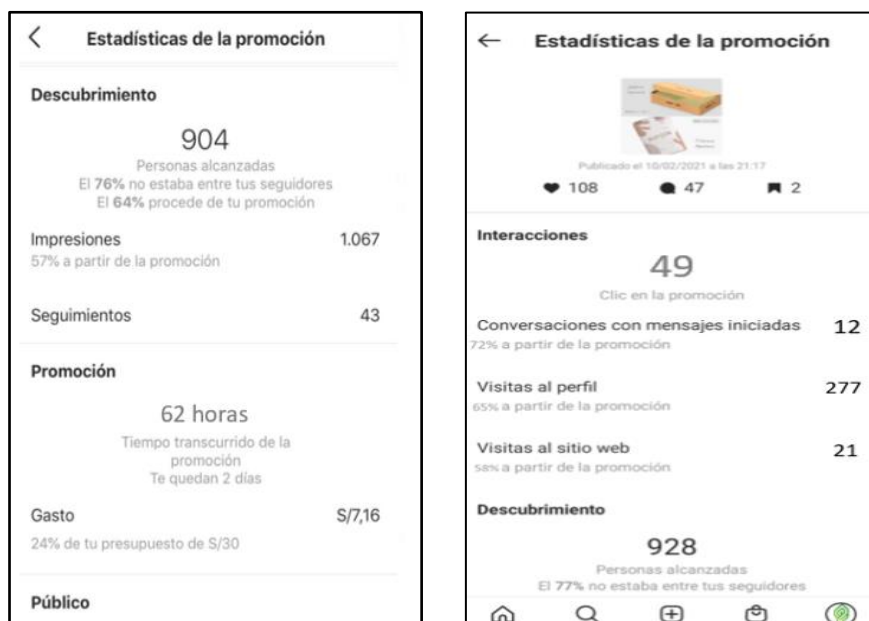 Estadísticas de la promoción
Descubrimiento
904
Personas alcanzadas
El 76% no estaba entre tus seguidores
El 64% procede de tu promoción
Impresiones 1.067
57% a partir de la promoción
Seguimientos 43
Promoción
62 horas
Tiempo transcurrido de la
promoción
Te quedan 2 días
Gasto S/7,16
24% de tu presupuesto de S/30
Público
Estadísticas de la promoción
Publicado el 10/02/2021 a las 21:17
108 47 2
Interacciones
49
Clic en la promoción
Conversaciones con mensajes iniciadas 12
72% a partir de la promoción
Visitas al perfil 277
65% a partir de la promoción
Visitas al sitio web 21
58% a partir de la promoción
Descubrimiento
928
Personas alcanzadas
El 77% no estaba entre tus seguidores